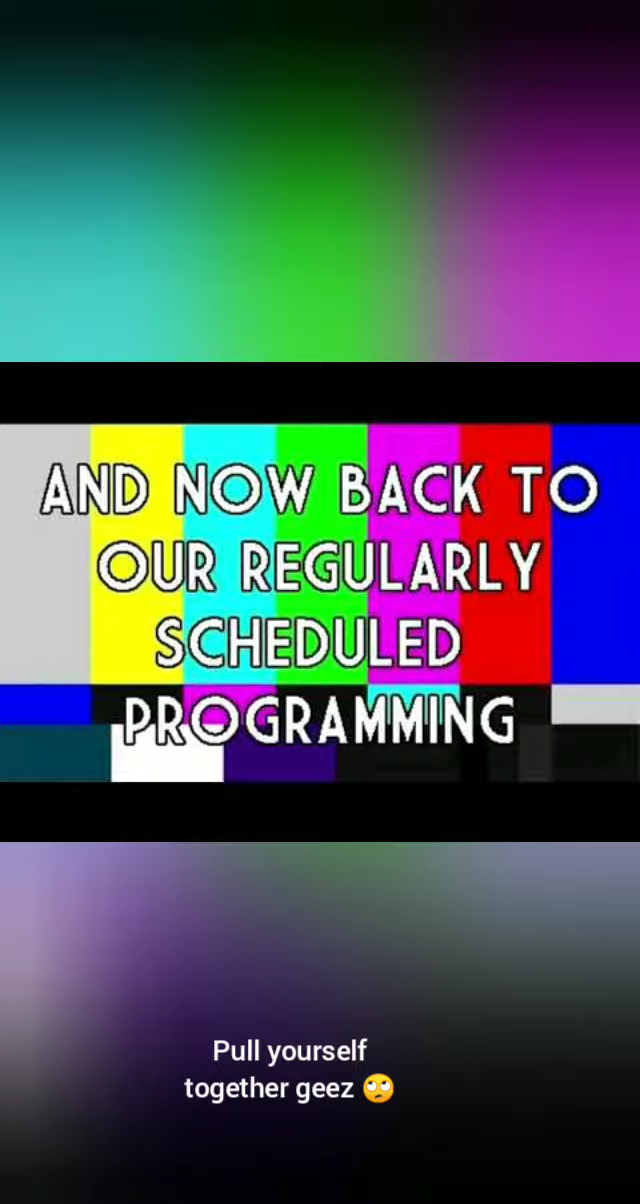 AND NOW BACK TO
OUR REGULARLY
SCHEDULED
PROGRAMMING
Pull yourself
together geez 🙄